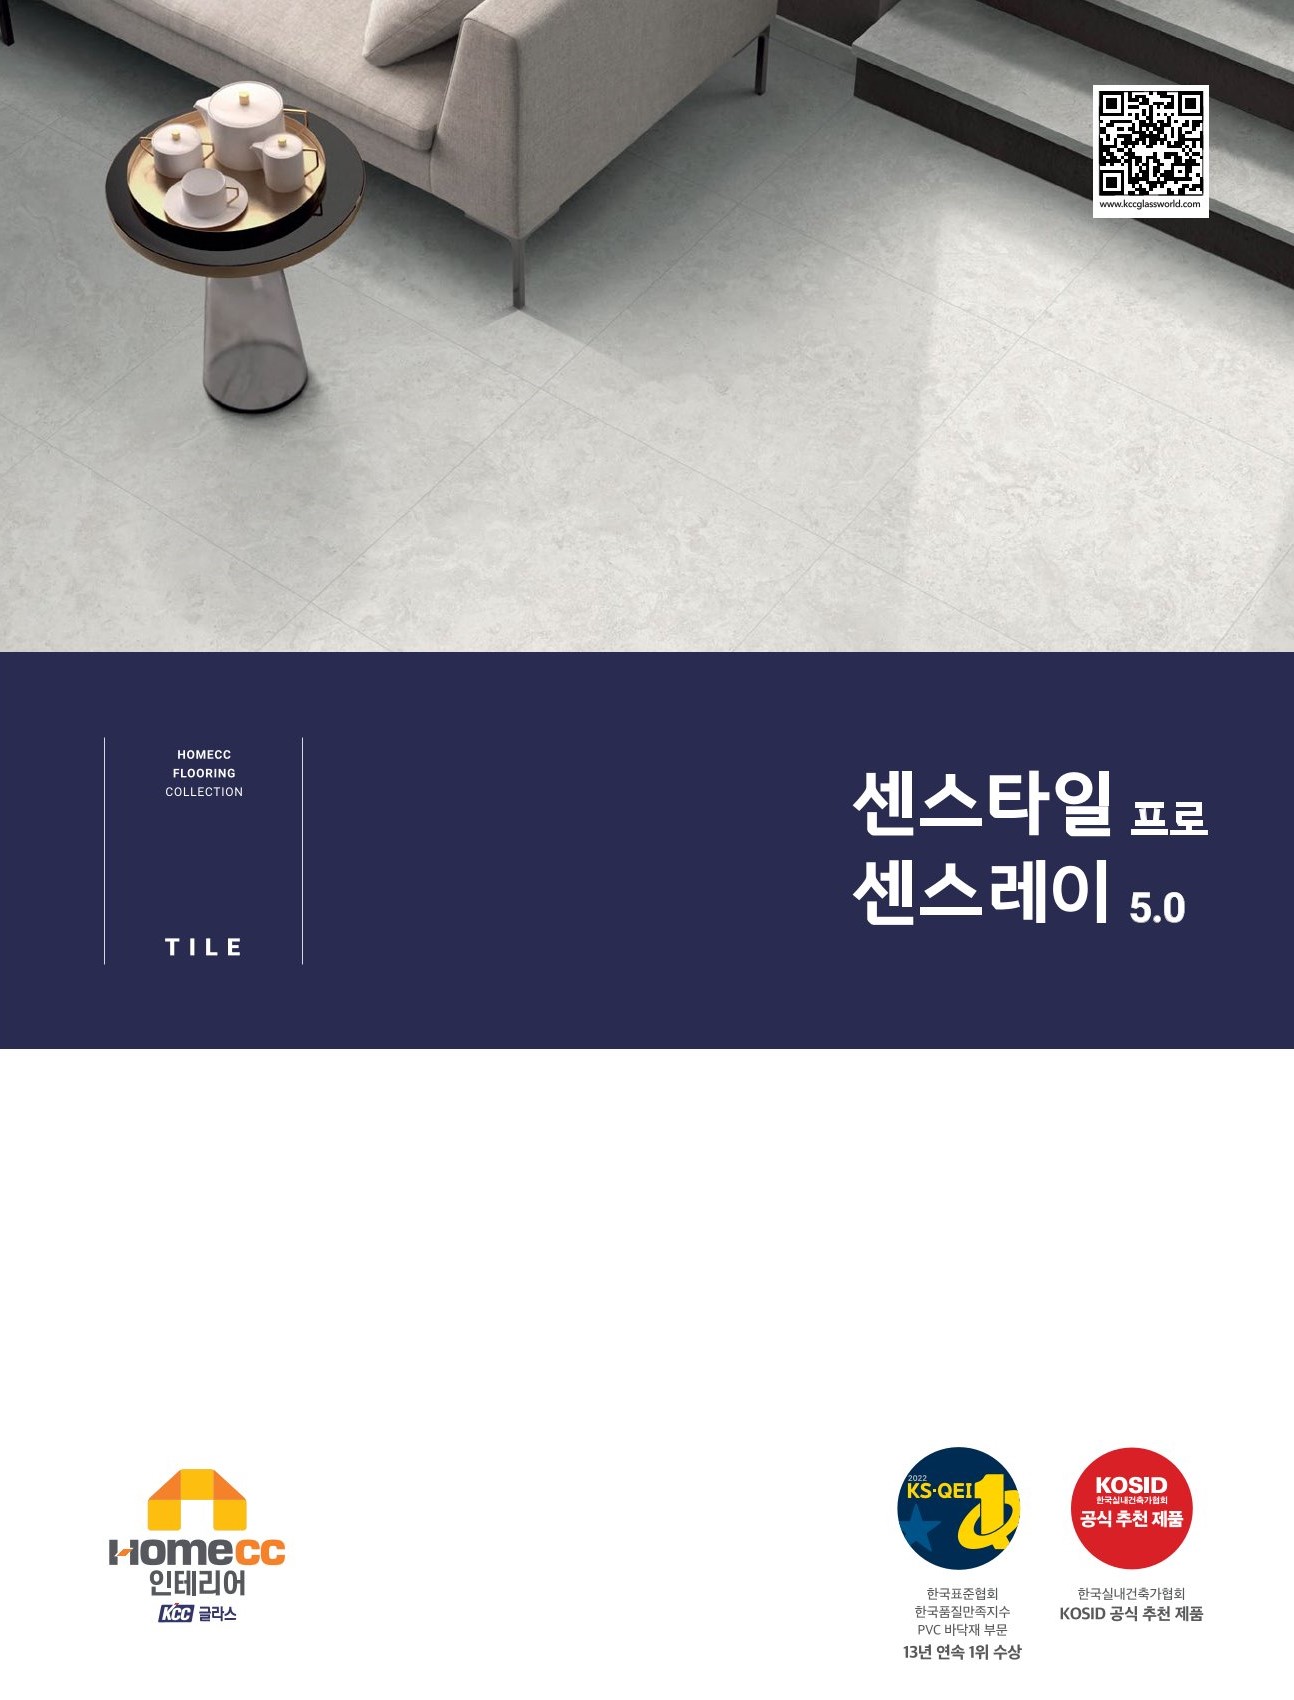 www.kccglassworld.com
HOMECC
FLOORING
COLLECTION
TILE
센스타일 프로
센스레이 5.0
Homecc
인테리어
KCC 글라스
2022
KS·QEI 1
한국표준협회
한국품질만족지수
PVC 바닥재 부문
13년 연속 1위 수상
KOSID
한국실내건축가협회
공식 추천 제품
한국실내건축가협회
KOSID 공식 추천 제품